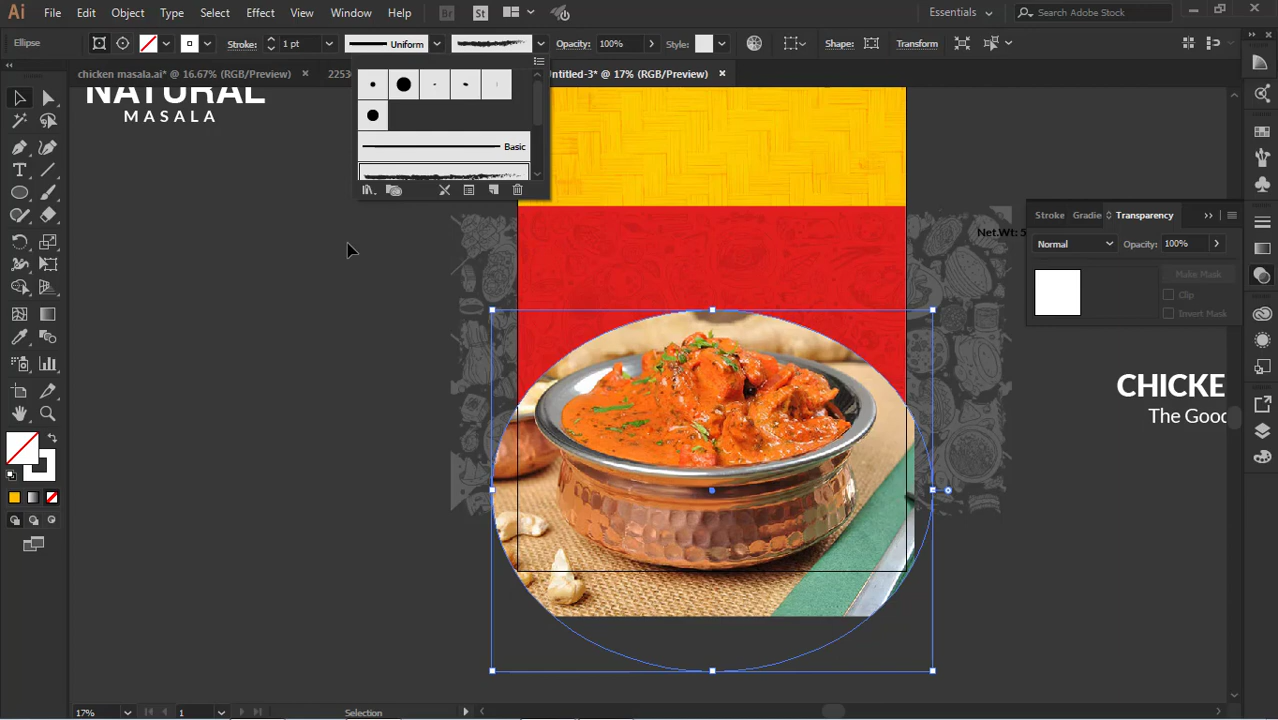 Ai File Edit Object Type Select Effect View Window Help Br St Essentials Search Adobe Stock
Ellipse Stroke: 1 pt Uniform Opacity: 100% Style: Shape: Transform
chicken masala.ai* @ 16.67% (RGB/Preview) × 2253 ntitled-3* @ 17% (RGB/Preview) ×
NATURAL
MASALA
Basic
Stroke Gradie Transparency
Net.Wt: 5
Normal Opacity: 100%
Make Mask
Clip
Invert Mask
CHICKE
The Good
17% 1 Selection